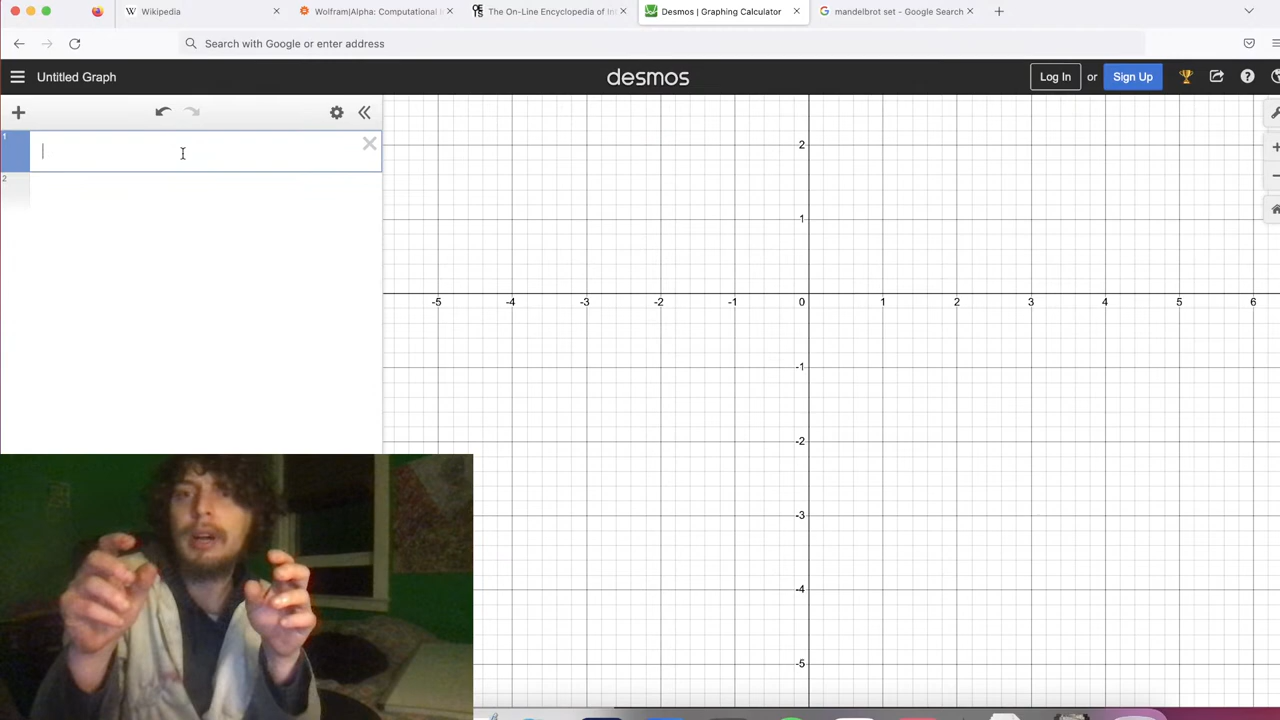 Wikipedia
Wolfram|Alpha: Computational I
The On-Line Encyclopedia of In
Desmos | Graphing Calculator
mandelbrot set - Google Search
Search with Google or enter address
Untitled Graph
desmos
Log In or Sign Up
1
2
2
1
-5 -4 -3 -2 -1 0 1 2 3 4 5 6
-1
-2
-3
-4
-5